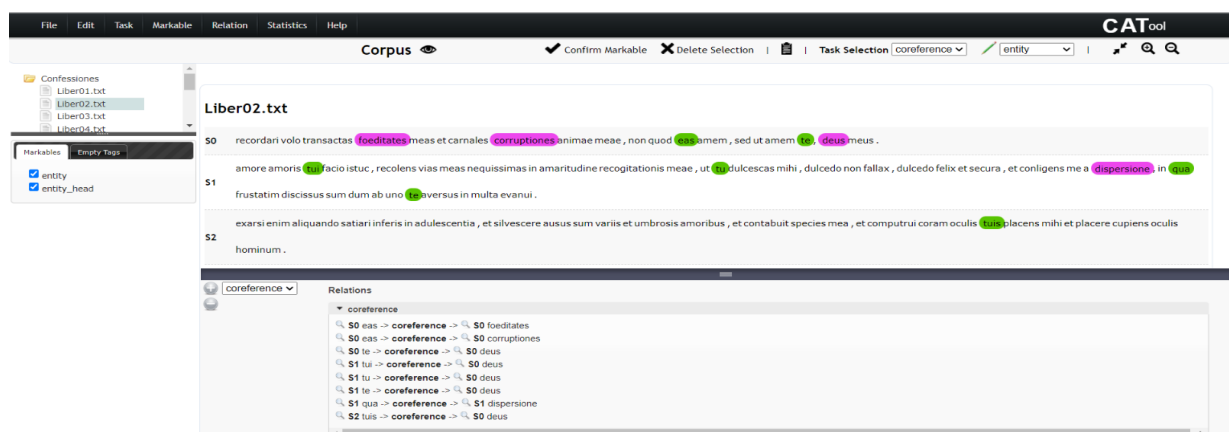 File Edit Task Markable Relation Statistics Help CATool
Corpus Confirm Markable Delete Selection | | Task Selection coreference entity |
Confessiones
Liber01.txt
Liber02.txt
Liber03.txt
Liber04.txt
Markables Empty Tags
entity
entity_head
Liber02.txt
S0 recordari volo transactas foeditates meas et carnales corruptiones animae meae , non quod eas amem , sed ut amem te , deus meus .
amore amoris tui facio istuc , recolens vias meas nequissimas in amaritudine recogitationis meae , ut tu dulcescas mihi , dulcedo non fallax , dulcedo felix et secura , et conligens me a dispersione , in qua
S1
frustatim discissus sum dum ab uno te aversus in multa evanui .
exarsi enim aliquando satiari inferis in adulescentia , et silvescere ausus sum variis et umbrosis amoribus , et contabuit species mea , et computrui coram oculis tuis placens mihi et placere cupiens oculis
S2
hominum .
coreference Relations
coreference
S0 eas -> coreference -> S0 foeditates
S0 eas -> coreference -> S0 corruptiones
S0 te -> coreference -> S0 deus
S1 tui -> coreference -> S0 deus
S1 tu -> coreference -> S0 deus
S1 te -> coreference -> S0 deus
S1 qua -> coreference -> S1 dispersione
S2 tuis -> coreference -> S0 deus